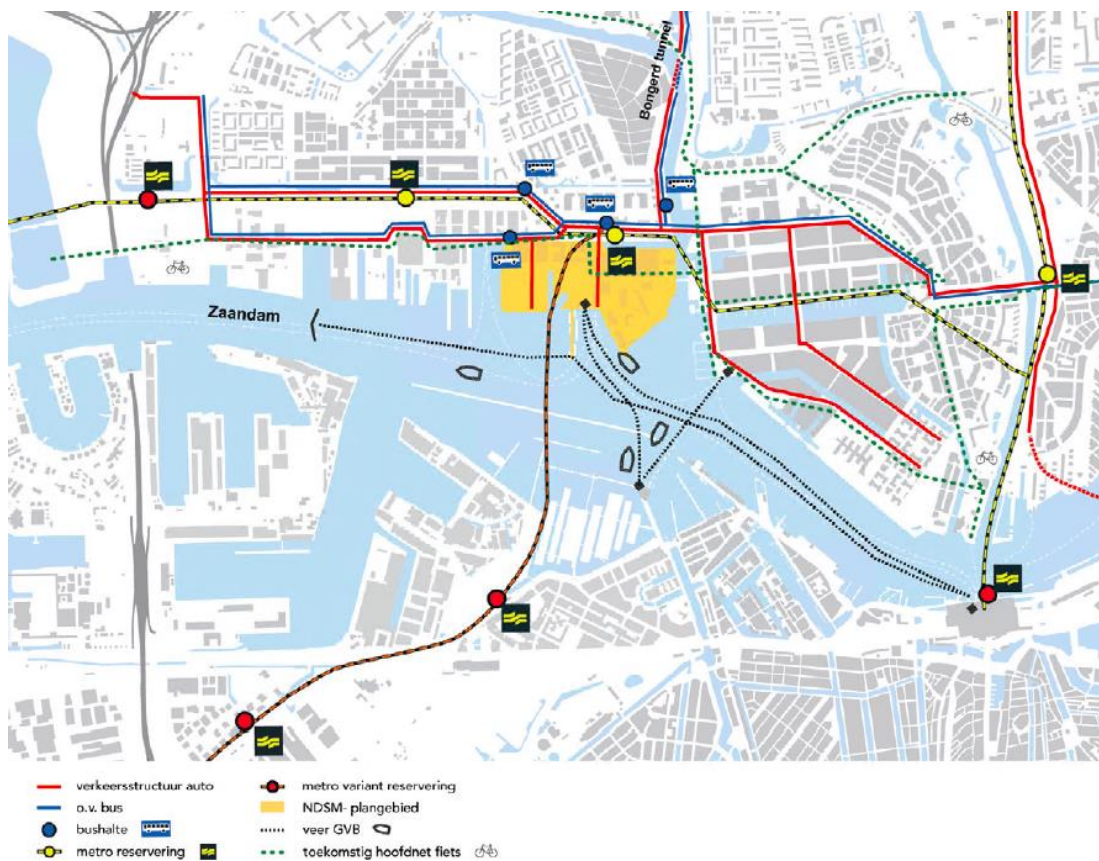 Bongerd tunnel
Zaandam
verkeersstructuur auto
o.v. bus
bushalte
metro reservering
metro variant reservering
NDSM- plangebied
veer GVB
toekomstig hoofdnet fiets